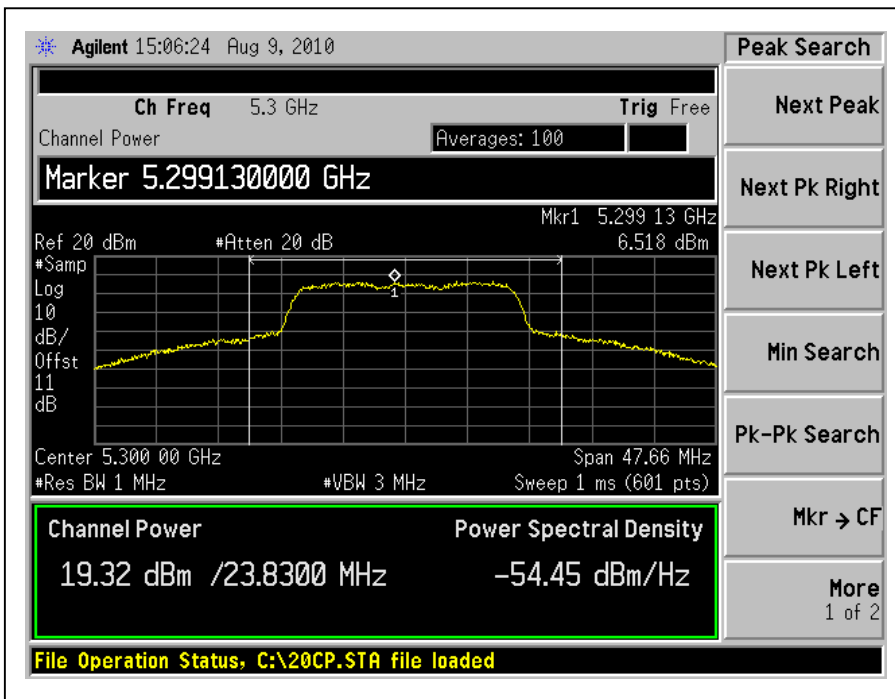 Agilent 15:06:24 Aug 9, 2010
Peak Search
Ch Freq 5.3 GHz Trig Free
Channel Power Averages: 100
Marker 5.299130000 GHz
Mkr1 5.299 13 GHz
Ref 20 dBm #Atten 20 dB 6.518 dBm
#Samp
Log
10
dB/
Offst
11
dB
1
Center 5.300 00 GHz Span 47.66 MHz
#Res BW 1 MHz #VBW 3 MHz Sweep 1 ms (601 pts)
Channel Power Power Spectral Density
19.32 dBm /23.8300 MHz -54.45 dBm/Hz
File Operation Status, C:\20CP.STA file loaded
Next Peak
Next Pk Right
Next Pk Left
Min Search
Pk-Pk Search
Mkr → CF
More
1 of 2